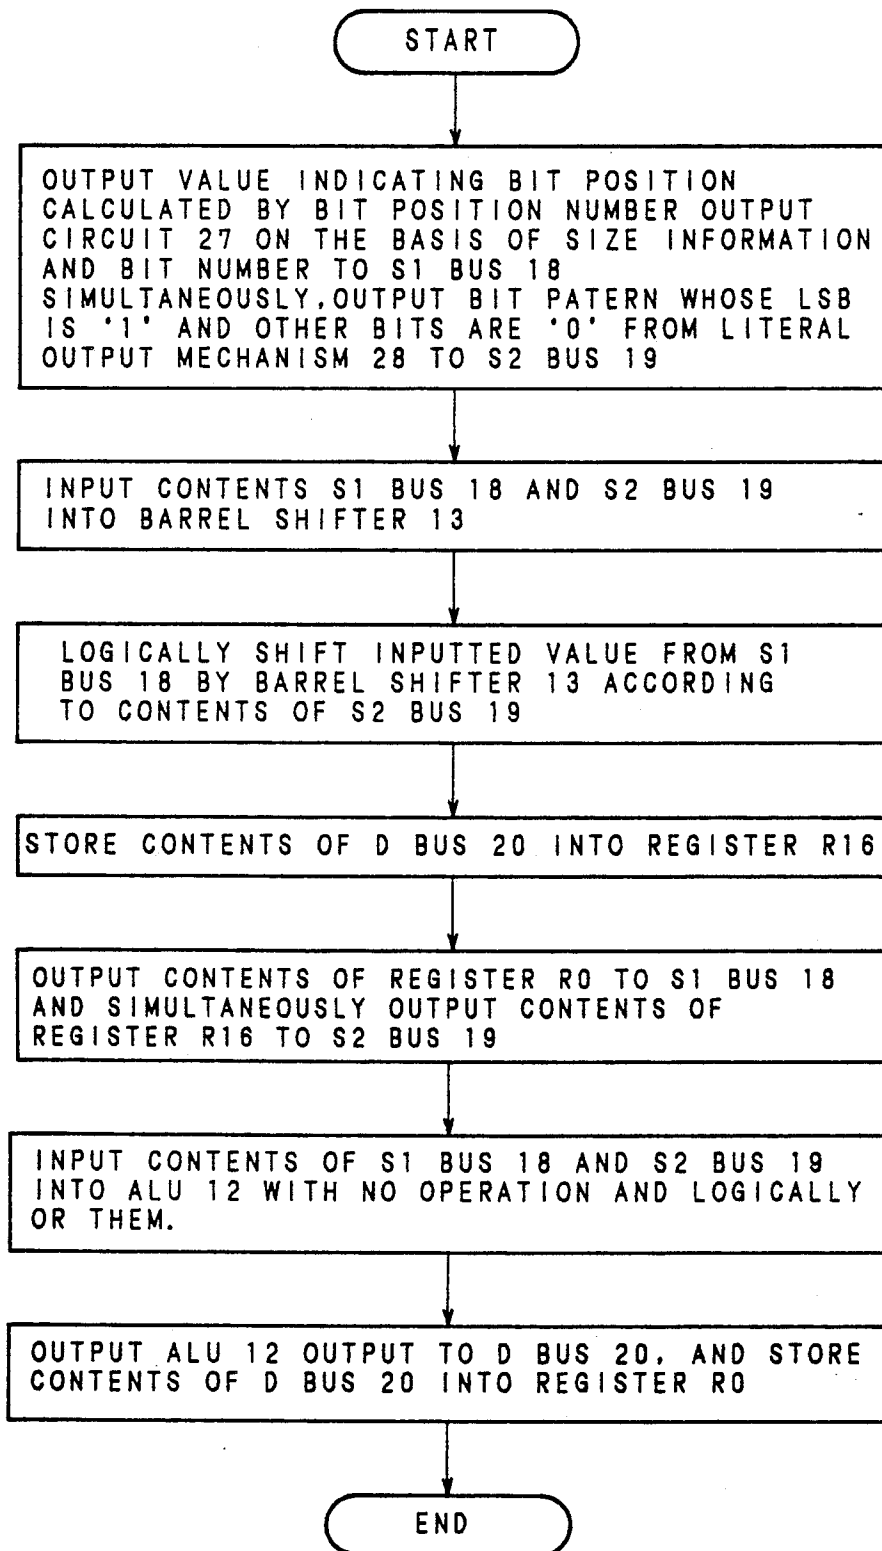 START
OUTPUT VALUE INDICATING BIT POSITION
CALCULATED BY BIT POSITION NUMBER OUTPUT
CIRCUIT 27 ON THE BASIS OF SIZE INFORMATION
AND BIT NUMBER TO S1 BUS 18
SIMULTANEOUSLY.OUTPUT BIT PATERN WHOSE LSB
IS '1' AND OTHER BITS ARE '0' FROM LITERAL
OUTPUT MECHANISM 28 TO S2 BUS 19
INPUT CONTENTS S1 BUS 18 AND S2 BUS 19
INTO BARREL SHIFTER 13
LOGICALLY SHIFT INPUTTED VALUE FROM S1
BUS 18 BY BARREL SHIFTER 13 ACCORDING
TO CONTENTS OF S2 BUS 19
STORE CONTENTS OF D BUS 20 INTO REGISTER R16
OUTPUT CONTENTS OF REGISTER R0 TO S1 BUS 18
AND SIMULTANEOUSLY OUTPUT CONTENTS OF
REGISTER R16 TO S2 BUS 19
INPUT CONTENTS OF S1 BUS 18 AND S2 BUS 19
INTO ALU 12 WITH NO OPERATION AND LOGICALLY
OR THEM.
OUTPUT ALU 12 OUTPUT TO D BUS 20. AND STORE
CONTENTS OF D BUS 20 INTO REGISTER R0
END